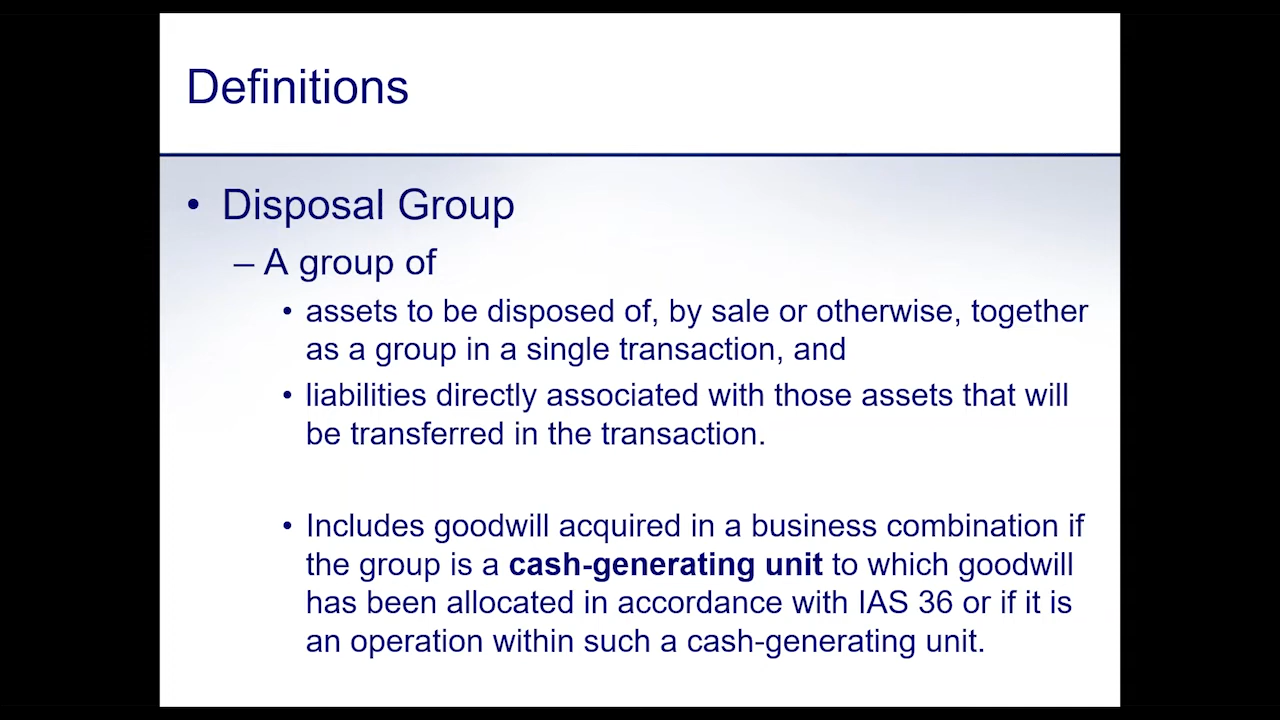 Definitions
• Disposal Group
– A group of
• assets to be disposed of, by sale or otherwise, together
as a group in a single transaction, and
• liabilities directly associated with those assets that will
be transferred in the transaction.
• Includes goodwill acquired in a business combination if
the group is a cash-generating unit to which goodwill
has been allocated in accordance with IAS 36 or if it is
an operation within such a cash-generating unit.